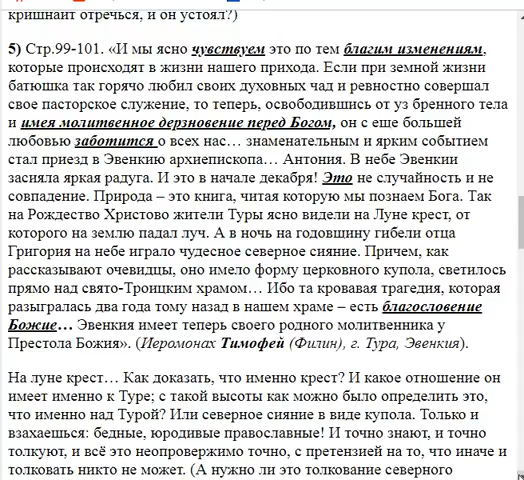 кришнаит отречься, и он устоял?)
5) Стр.99-101. «И мы ясно чувствуем это по тем благим изменениям,
которые происходят в жизни нашего прихода. Если при земной жизни
батюшка так горячо любил своих духовных чад и ревностно совершал
свое пасторское служение, то теперь, освободившись от уз бренного тела
и имея молитвенное дерзновение перед Богом, он с еще большей
любовью заботится о всех нас… знаменательным и ярким событием
стал приезд в Эвенкию архиепископа… Антония. В небе Эвенкии
засияла яркая радуга. И это в начале декабря! Это не случайность и не
совпадение. Природа – это книга, читая которую мы познаем Бога. Так
на Рождество Христово жители Туры ясно видели на Луне крест, от
которого на землю падал луч. А в ночь на годовщину гибели отца
Григория на небе играло чудесное северное сияние. Причем, как
рассказывают очевидцы, оно имело форму церковного купола, светилось
прямо над свято-Троицким храмом… Ибо та кровавая трагедия, которая
разыгралась два года тому назад в нашем храме – есть благословение
Божие… Эвенкия имеет теперь своего родного молитвенника у
Престола Божия». (Иеромонах Тимофей (Филин), г. Тура, Эвенкия).
На луне крест… Как доказать, что именно крест? И какое отношение он
имеет именно к Туре; с такой высоты как можно было определить это,
что именно над Турой? Или северное сияние в виде купола. Только и
взахаешься: бедные, юродивые православные! И точно знают, и точно
толкуют, и всё это неопровержимо точно, с претензией на то, что иначе и
толковать никто не может. (А нужно ли это толкование северного